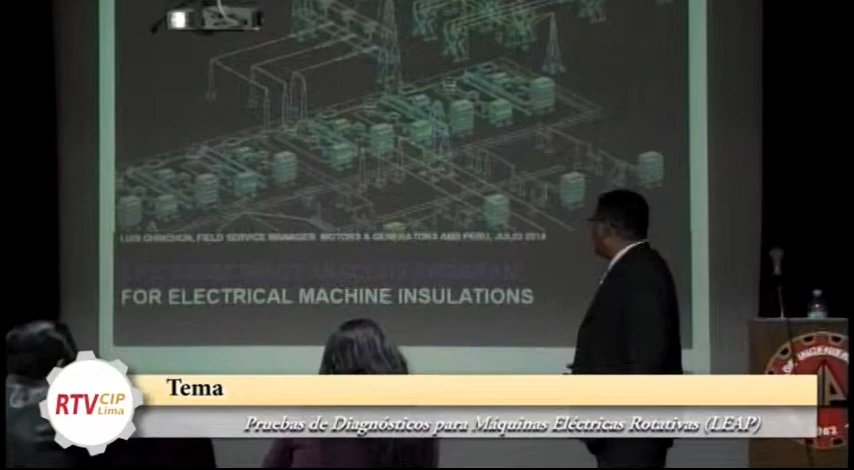 LUIS CHINCHON, FIELD SERVICE MANAGER MOTORS & GENERATORS ABB PERU, JULIO 2014
FOR ELECTRICAL MACHINE INSULATIONS
Tema
RTV CIP Lima
Pruebas de Diagnósticos para Máquinas Eléctricas Rotativas (LEAP)